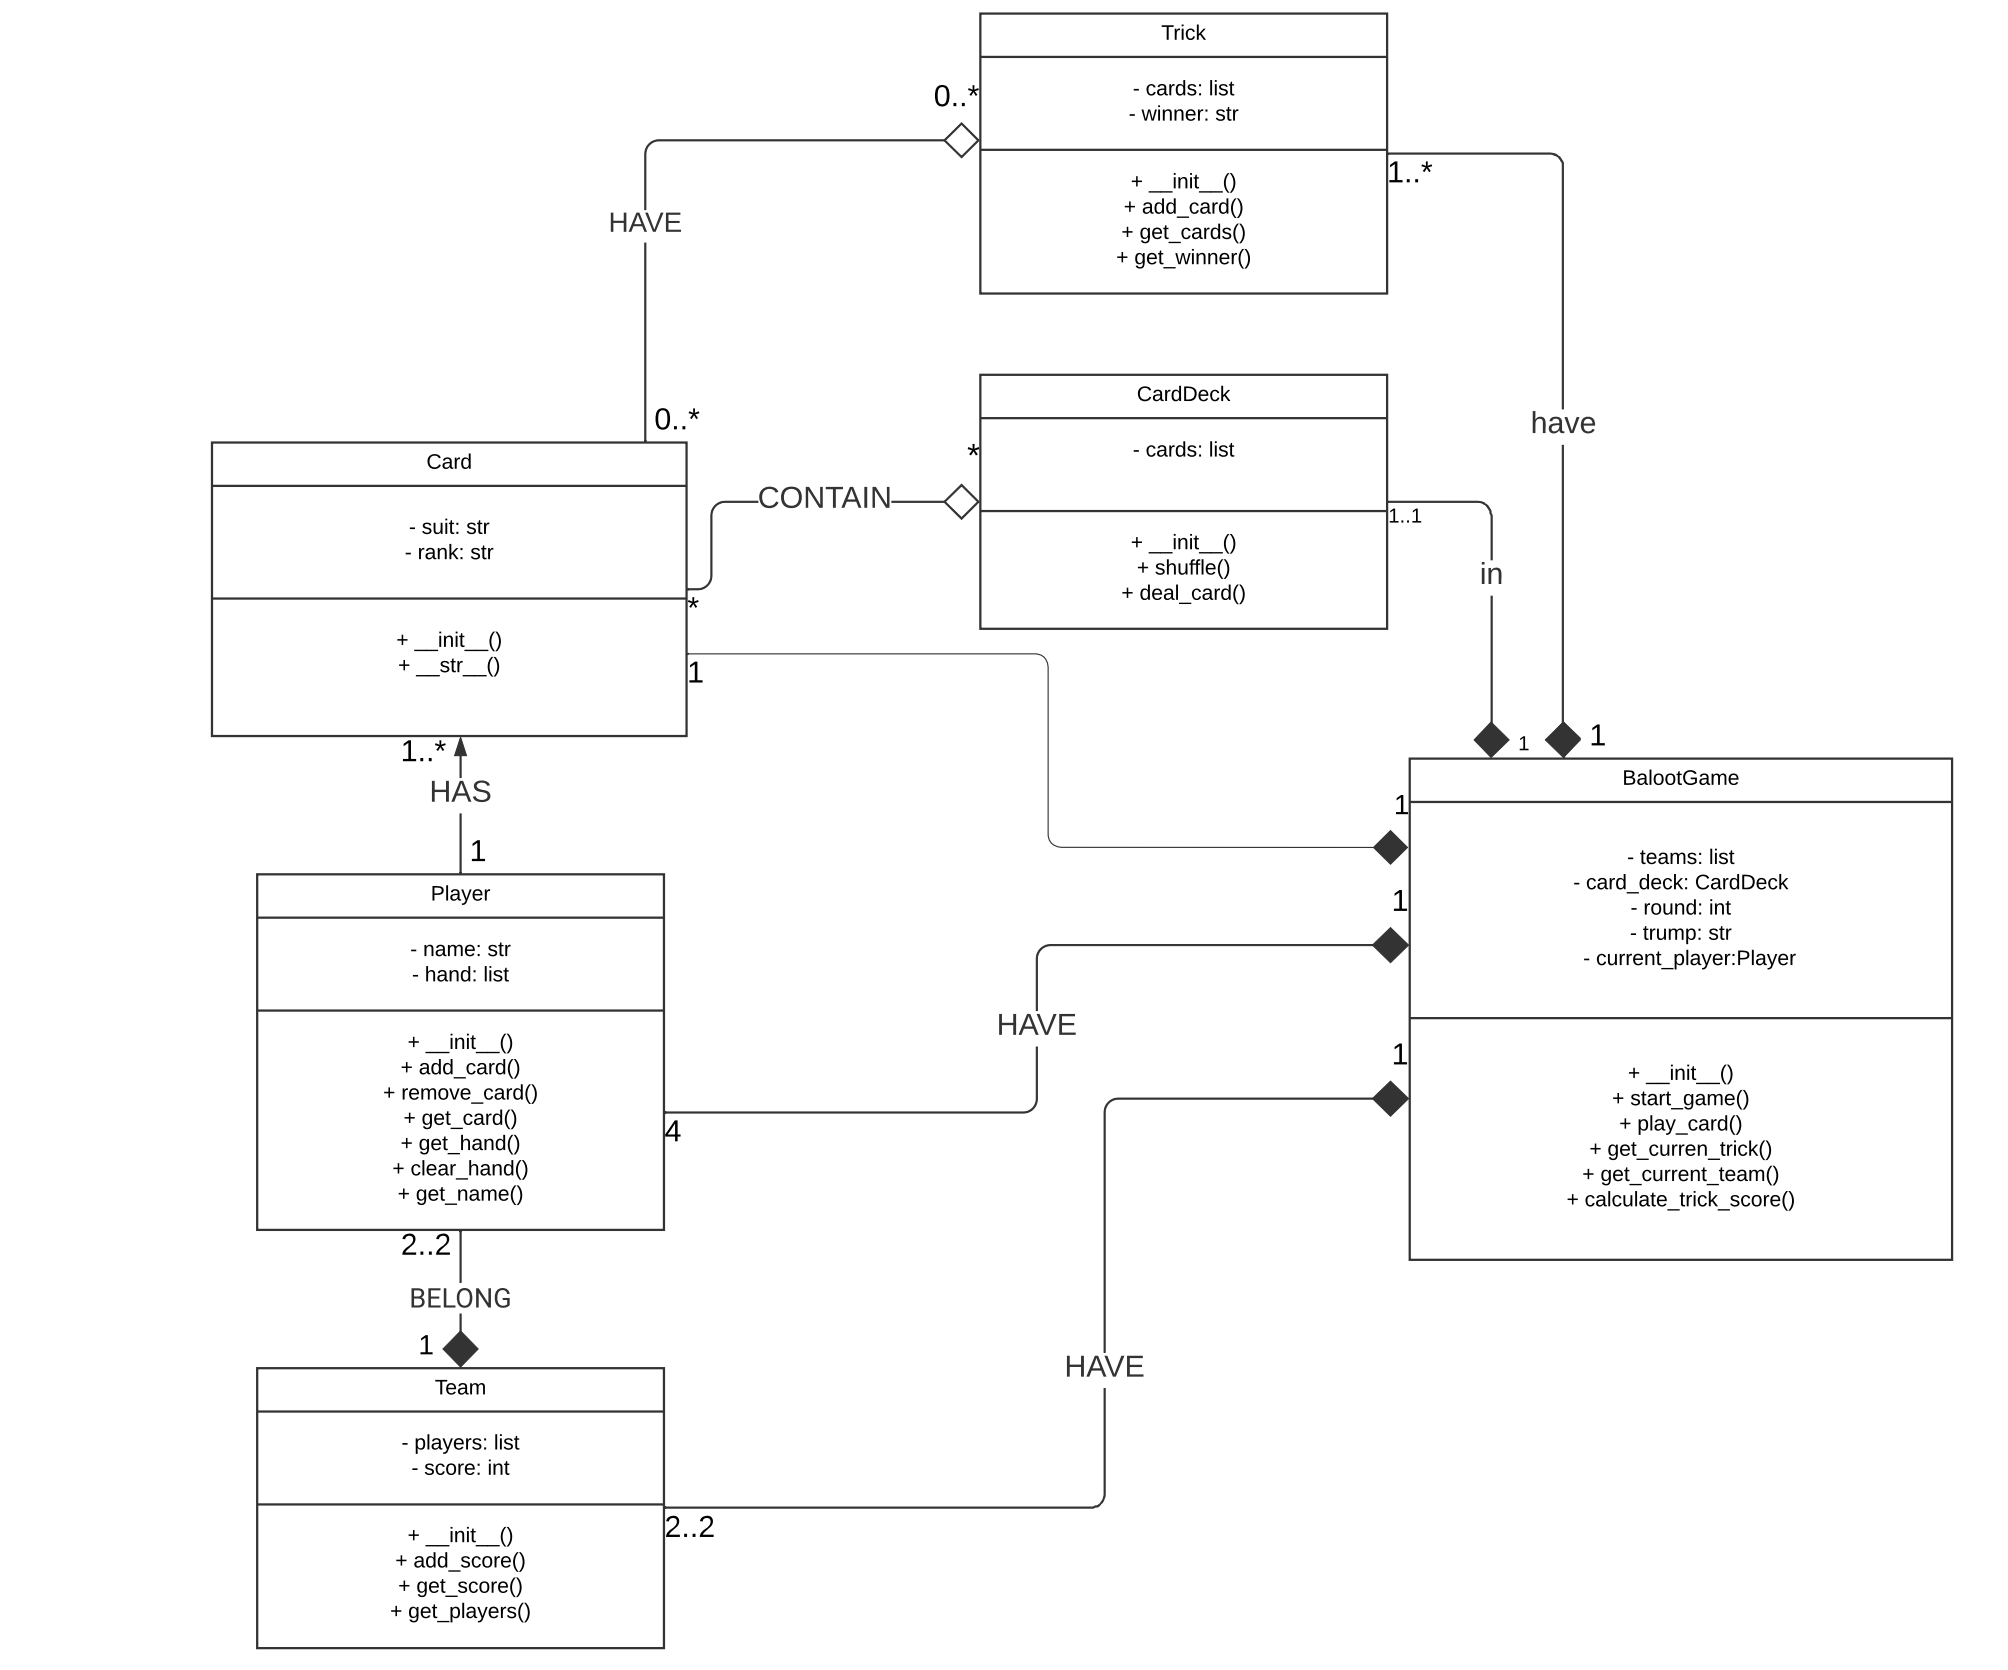 Trick
- cards: list
- winner: str
+ __init__()
+ add_card()
+ get_cards()
+ get_winner()
0..*
1..*
HAVE
0..*
have
CardDeck
- cards: list
+ __init__()
+ shuffle()
+ deal_card()
*
CONTAIN
1..1
in
Card
- suit: str
- rank: str
+ __init__()
+ __str__()
*
1
1..*
HAS
1
1
1
1
1
1
BalootGame
- teams: list
- card_deck: CardDeck
- round: int
- trump: str
- current_player:Player
+ __init__()
+ start_game()
+ play_card()
+ get_curren_trick()
+ get_current_team()
+ calculate_trick_score()
Player
- name: str
- hand: list
+ __init__()
+ add_card()
+ remove_card()
+ get_card()
+ get_hand()
+ clear_hand()
+ get_name()
HAVE
4
2..2
BELONG
1
HAVE
Team
- players: list
- score: int
+ __init__()
+ add_score()
+ get_score()
+ get_players()
2..2